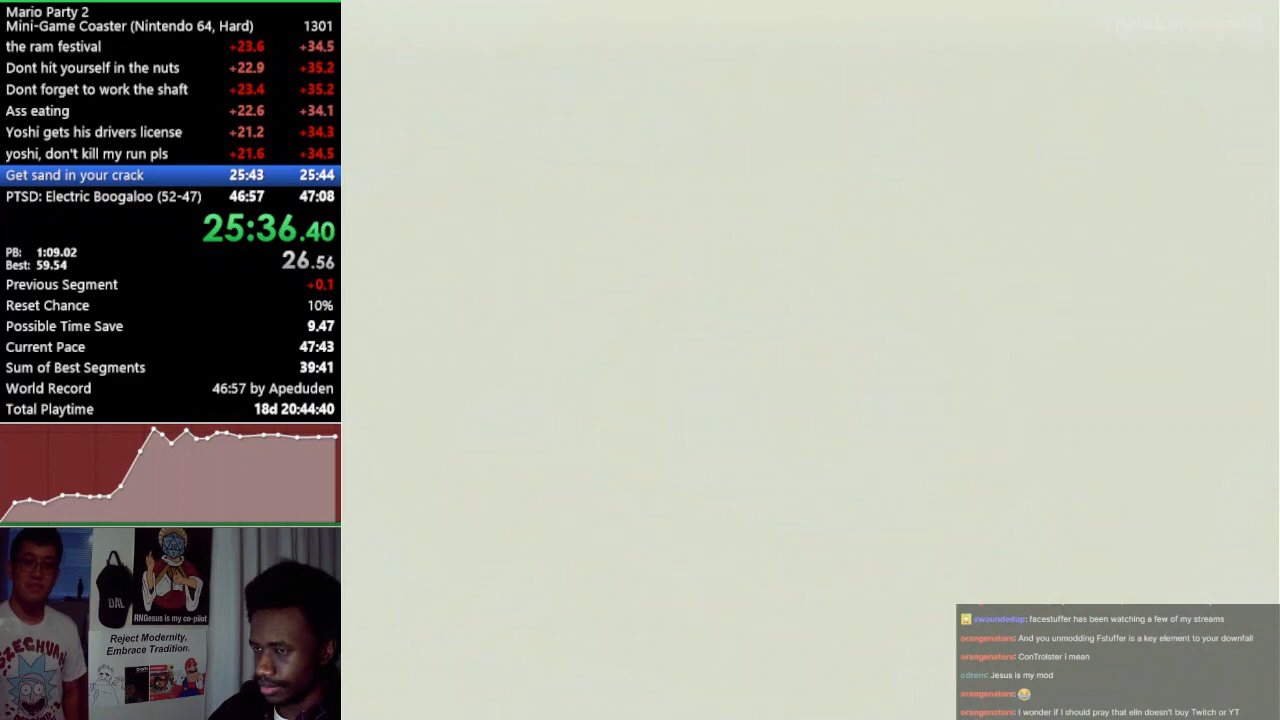 Mario Party 2
Mini-Game Coaster (Nintendo 64, Hard) 1301
the ram festival +23.6 +34.5
Dont hit yourself in the nuts +22.9 +35.2
Dont forget to work the shaft +23.4 +35.2
Ass eating +22.6 +34.1
Yoshi gets his drivers license +21.2 +34.3
yoshi, don't kill my run pls +21.6 +34.5
Get sand in your crack 25:43 25:44
PTSD: Electric Boogaloo (52-47) 46:57 47:08
25:36.40
PB: 1:09.02
Best: 59.54
26.56
Previous Segment +0.1
Reset Chance 10%
Possible Time Save 9.47
Current Pace 47:43
Sum of Best Segments 39:41
World Record 46:57 by Apeduden
Total Playtime 18d 20:44:40
DAL
RNGesus is my co-pilot
Reject Modernity,
Embrace Tradition.
xwoundedup: facestuffer has been watching a few of my streams
orangenators: And you unmodding Fstuffer is a key element to your downfall
orangenators: ConTrolster i mean
edrem: Jesus is my mod
orangenators:
orangenators: I wonder if I should pray that elin doesn't buy Twitch or YT